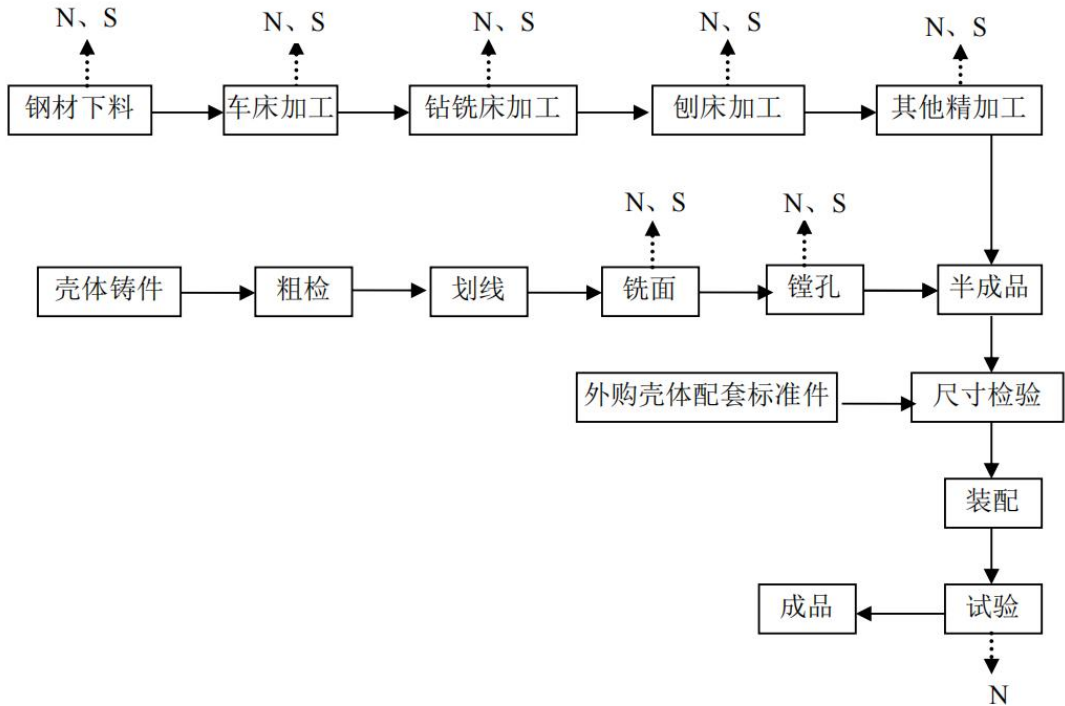 N、S N、S N、S N、S N、S
钢材下料 车床加工 钻铣床加工 刨床加工 其他精加工
N、S N、S
壳体铸件 粗检 划线 铣面 镗孔 半成品
外购壳体配套标准件 尺寸检验
装配
成品 试验
N